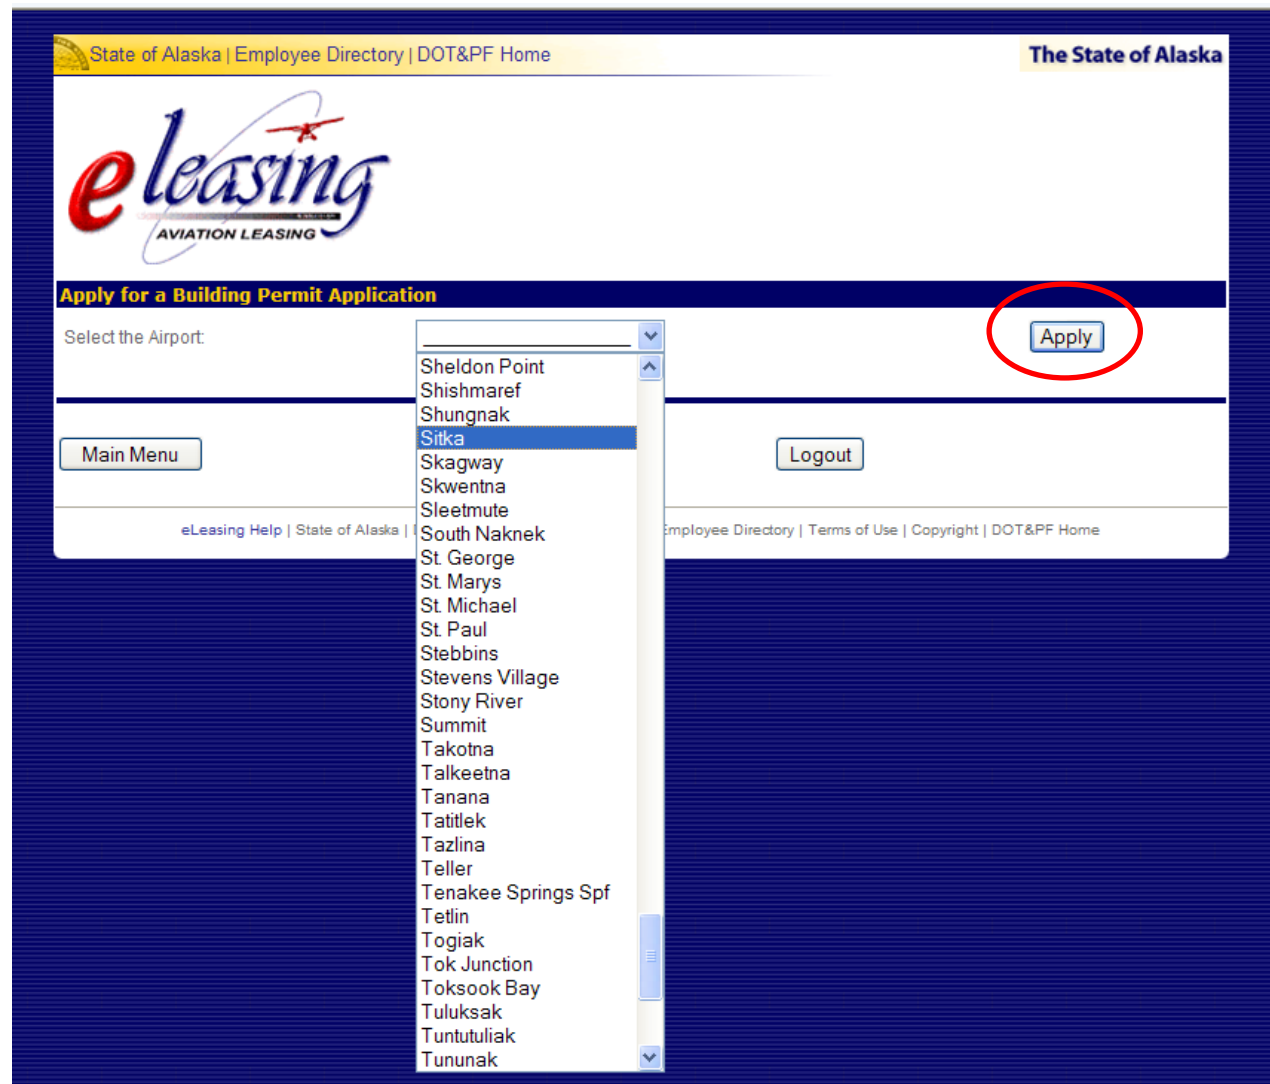 State of Alaska | Employee Directory | DOT&PF Home
The State of Alaska
eleasing
AVIATION LEASING
Apply for a Building Permit Application
Select the Airport:
Apply
Sheldon Point
Shishmaref
Shungnak
Sitka
Skagway
Skwentna
Sleetmute
South Naknek
St. George
St. Marys
St. Michael
St. Paul
Stebbins
Stevens Village
Stony River
Summit
Takotna
Talkeetna
Tanana
Tatitlek
Tazlina
Teller
Tenakee Springs Spf
Tetlin
Togiak
Tok Junction
Toksook Bay
Tuluksak
Tuntutuliak
Tununak
Main Menu
Logout
eLeasing Help | State of Alaska |
Employee Directory | Terms of Use | Copyright | DOT&PF Home